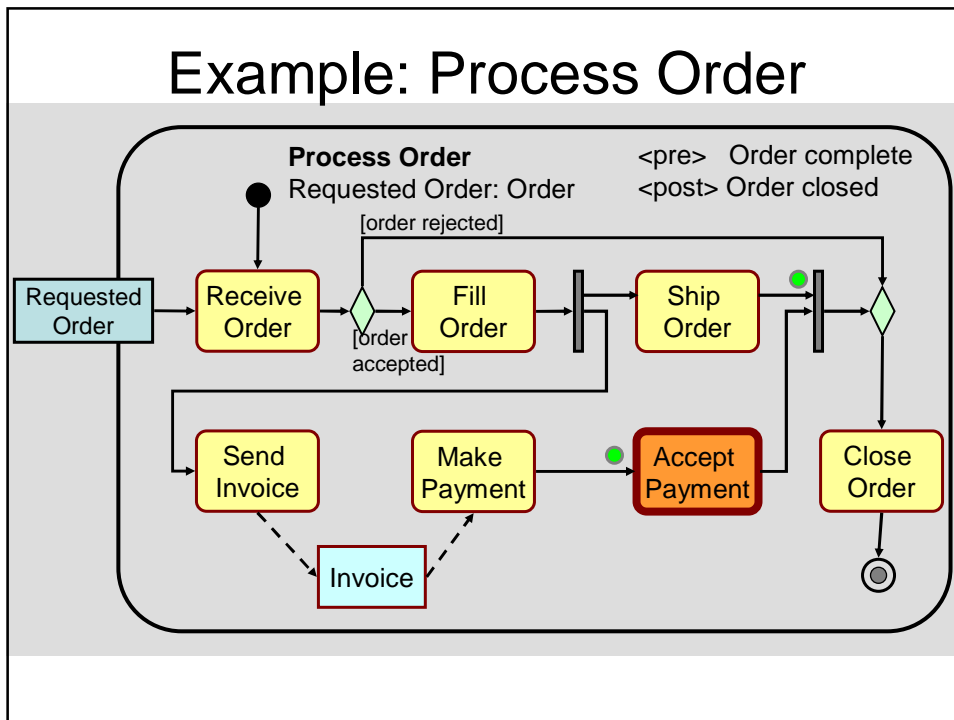 Example: Process Order
Process Order
Requested Order: Order
<pre> Order complete
<post> Order closed
[order rejected]
Requested
Order
Receive
Order
[order
accepted]
Fill
Order
Ship
Order
Send
Invoice
Make
Payment
Accept
Payment
Close
Order
Invoice